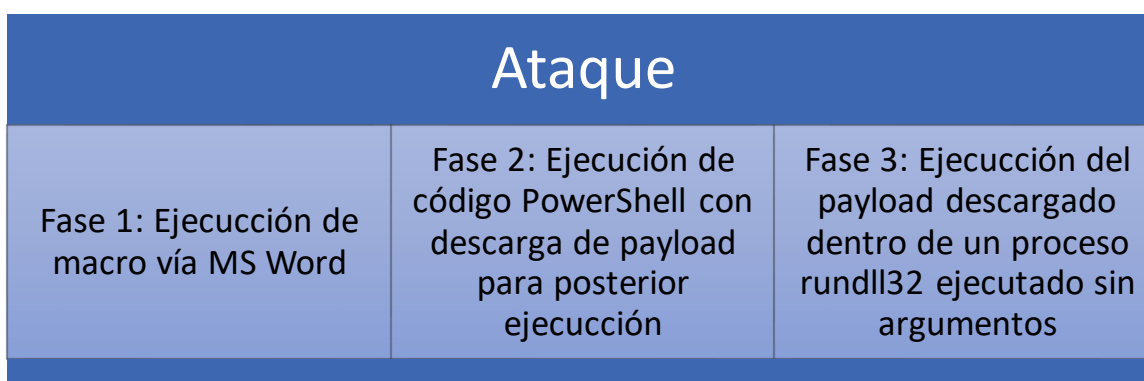 Ataque
Fase 1: Ejecucción de
macro vía MS Word
Fase 2: Ejecución de
código PowerShell con
descarga de payload
para posterior
ejecucción
Fase 3: Ejecucción del
payload descargado
dentro de un proceso
rundll32 ejecutado sin
argumentos